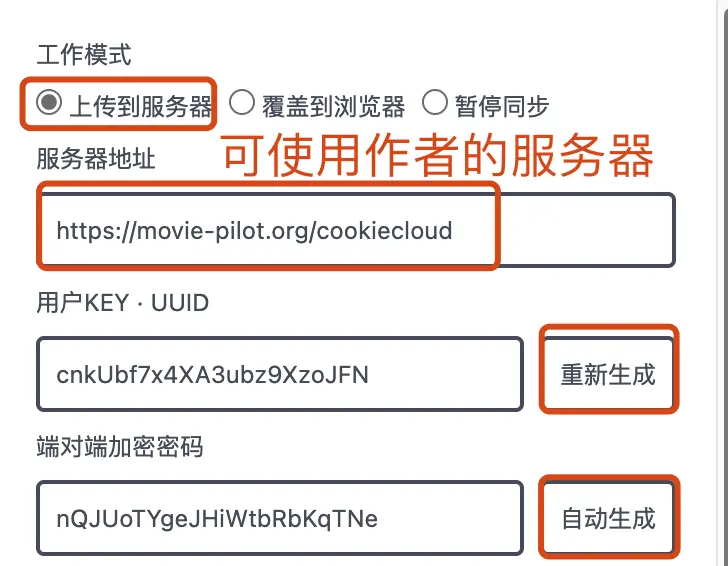 工作模式
上传到服务器 覆盖到浏览器 暂停同步
服务器地址 可使用作者的服务器
https://movie-pilot.org/cookiecloud
用户KEY · UUID
cnkUbf7x4XA3ubz9XzoJFN 重新生成
端对端加密密码
nQJUoTYgeJHiWtbRbKqTNe 自动生成